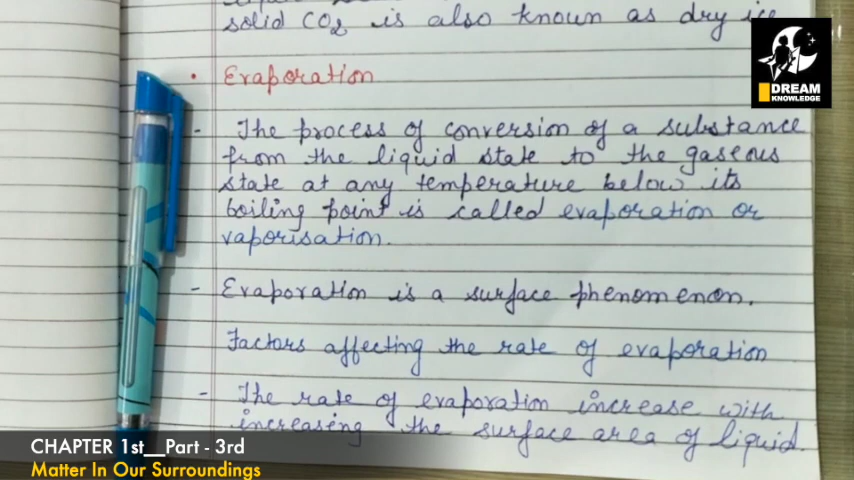 solid CO2 is also known as dry ice
• Evaporation
- The process of conversion of a substance
from the liquid state to the gaseous
state at any temperature below its
boiling point is called evaporation or
vaporisation.
- Evaporation is a surface phenomenon.
Factors affecting the rate of evaporation
- The rate of evaporation increase with
increasing the surface area of liquid.
DREAM
KNOWLEDGE
CHAPTER 1st__Part - 3rd
Matter In Our Surroundings